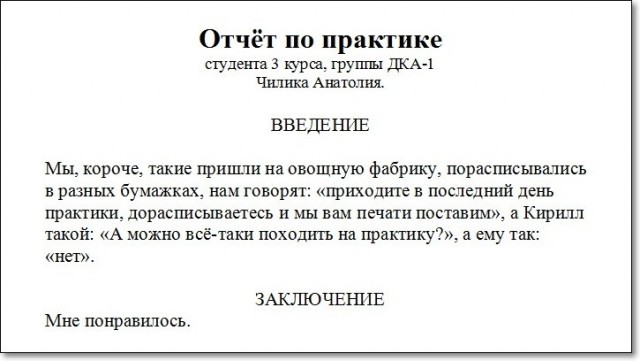 Отчёт по практике
студента 3 курса, группы ДКА-1
Чилика Анатолия.
ВВЕДЕНИЕ
Мы, короче, такие пришли на овощную фабрику, порасписывались
в разных бумажках, нам говорят: «приходите в последний день
практики, дорасписываетесь и мы вам печати поставим», а Кирилл
такой: «А можно всё-таки походить на практику?», а ему так:
«нет».
ЗАКЛЮЧЕНИЕ
Мне понравилось.